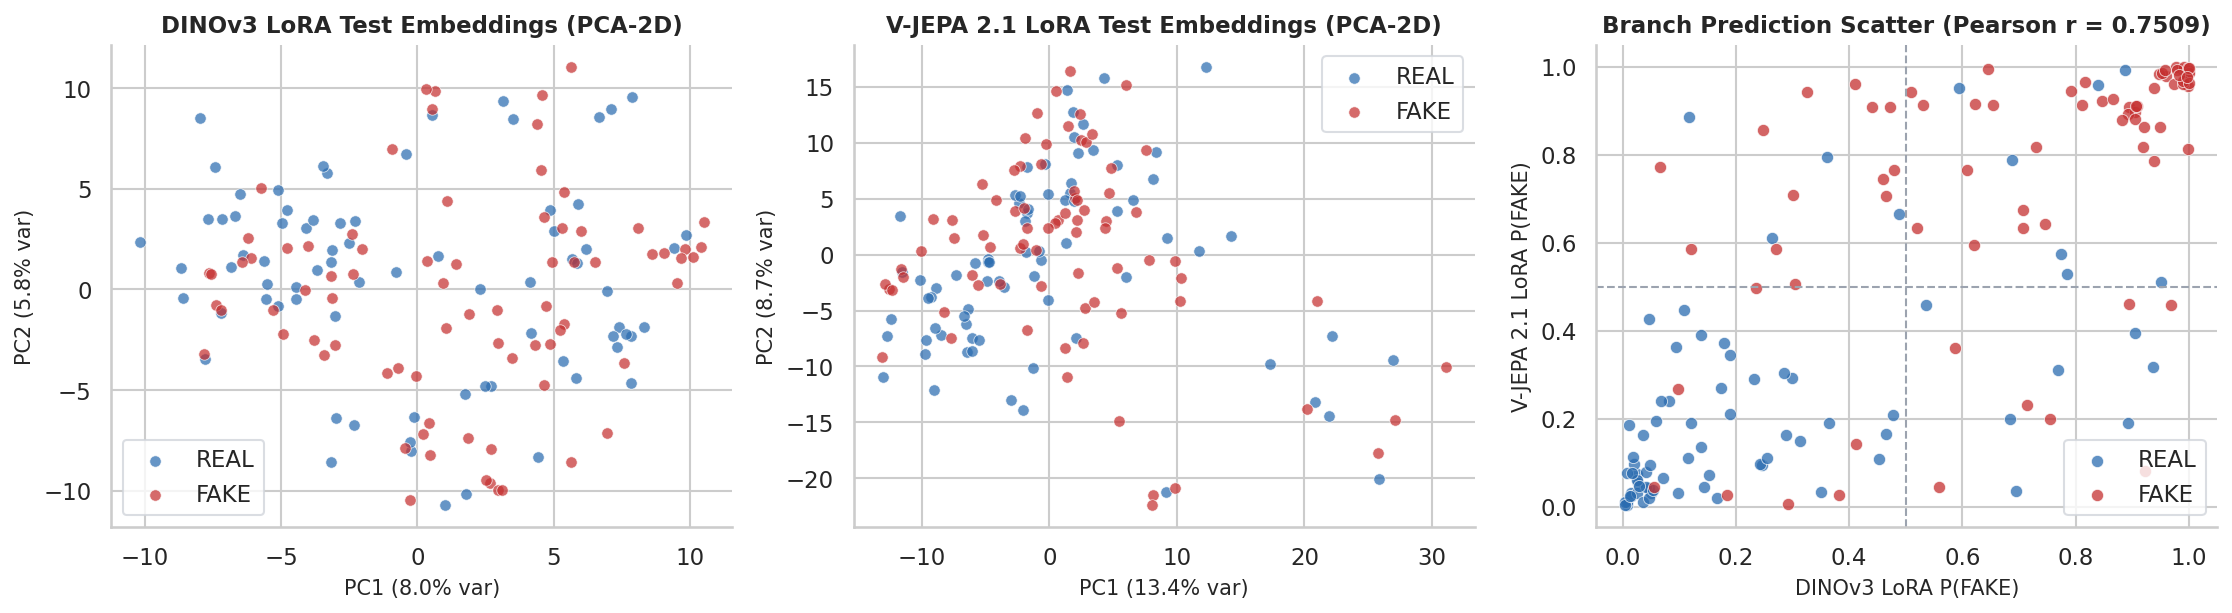 DINOv3 LoRA Test Embeddings (PCA-2D)
10
5
0
−5
−10
PC2 (5.8% var)
REAL
FAKE
−10
−5
0
5
10
PC1 (8.0% var)
V-JEPA 2.1 LoRA Test Embeddings (PCA-2D)
15
10
5
0
−5
−10
−15
−20
PC2 (8.7% var)
REAL
FAKE
−10
0
10
20
30
PC1 (13.4% var)
Branch Prediction Scatter (Pearson r = 0.7509)
1.0
0.8
0.6
0.4
0.2
0.0
V-JEPA 2.1 LoRA P(FAKE)
REAL
FAKE
0.0
0.2
0.4
0.6
0.8
1.0
DINOv3 LoRA P(FAKE)